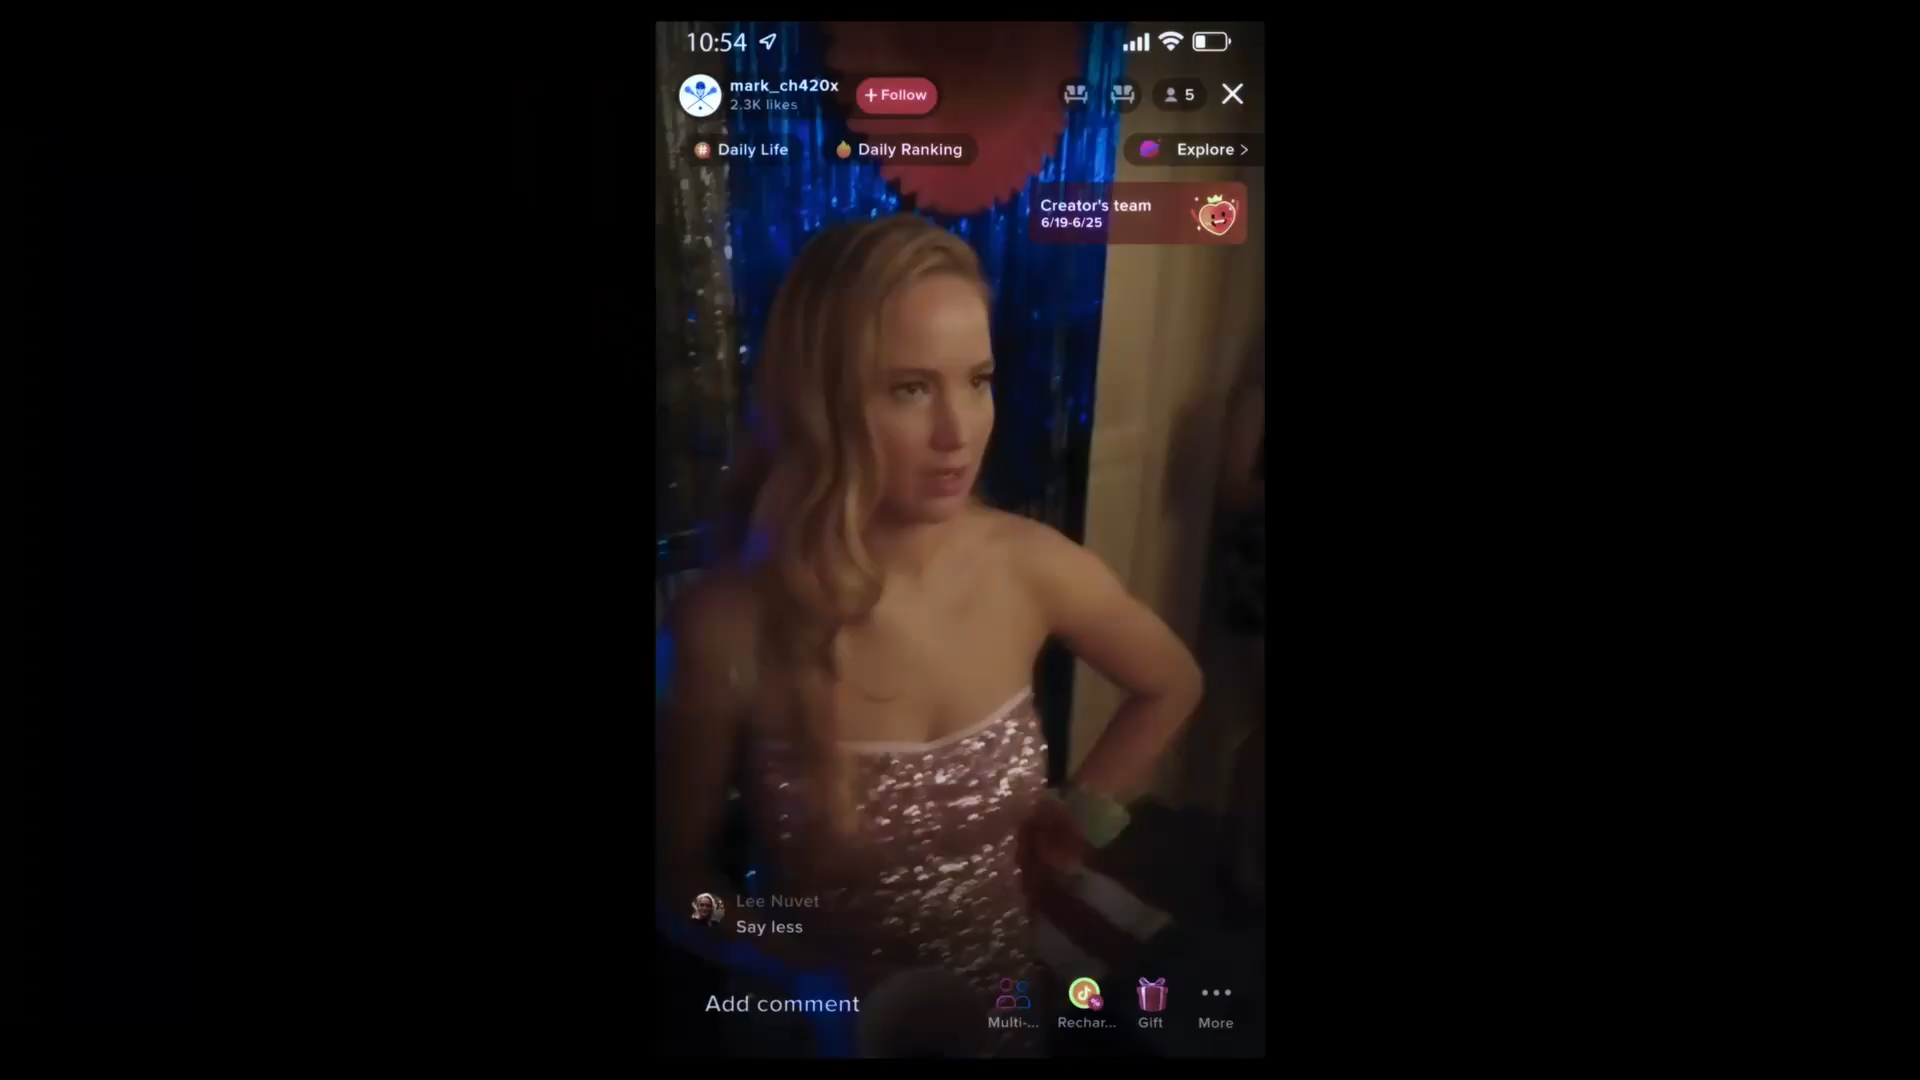 10:54
mark_ch420x
2.3K likes
+ Follow
5
Daily Life
Daily Ranking
Explore >
Creator's team
6/19-6/25
Lee Nuvet
Say less
Add comment
Multi-...
Rechar...
Gift
More